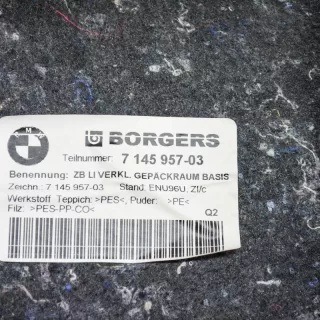 BORGERS
Teilnummer: 7 145 957-03
Benennung: ZB LI VERKL. GEPÄCKRAUM BASIS
Zeichn.: 7 145 957-03 Stand: ENU96U, ZI/c
Werkstoff Teppich: >PES<, Puder: >PE<
Filz: >PES-PP-CO<
Q2